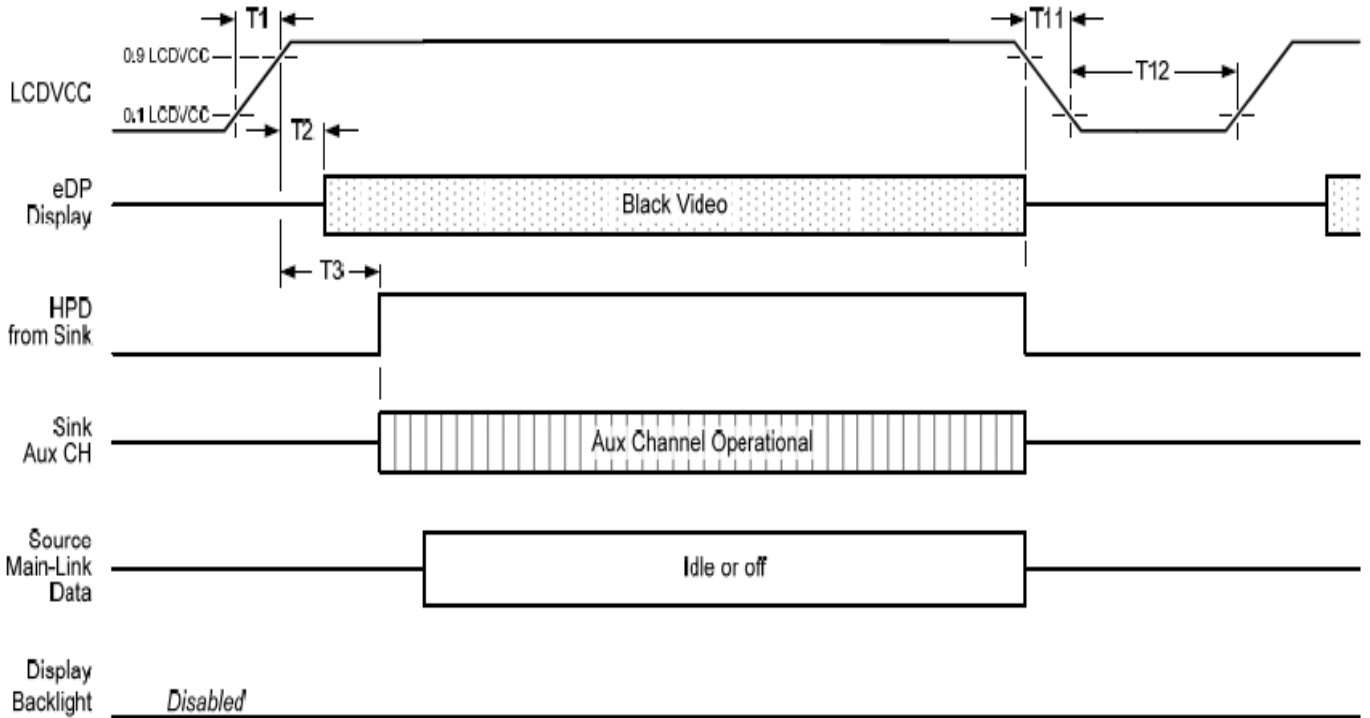 T1
T11
0.9 LCDVCC
LCDVCC
T12
0.1 LCDVCC
T2
eDP
Display
Black Video
T3
HPD
from Sink
Sink
Aux CH
Aux Channel Operational
Source
Main-Link
Data
Idle or off
Display
Backlight
Disabled